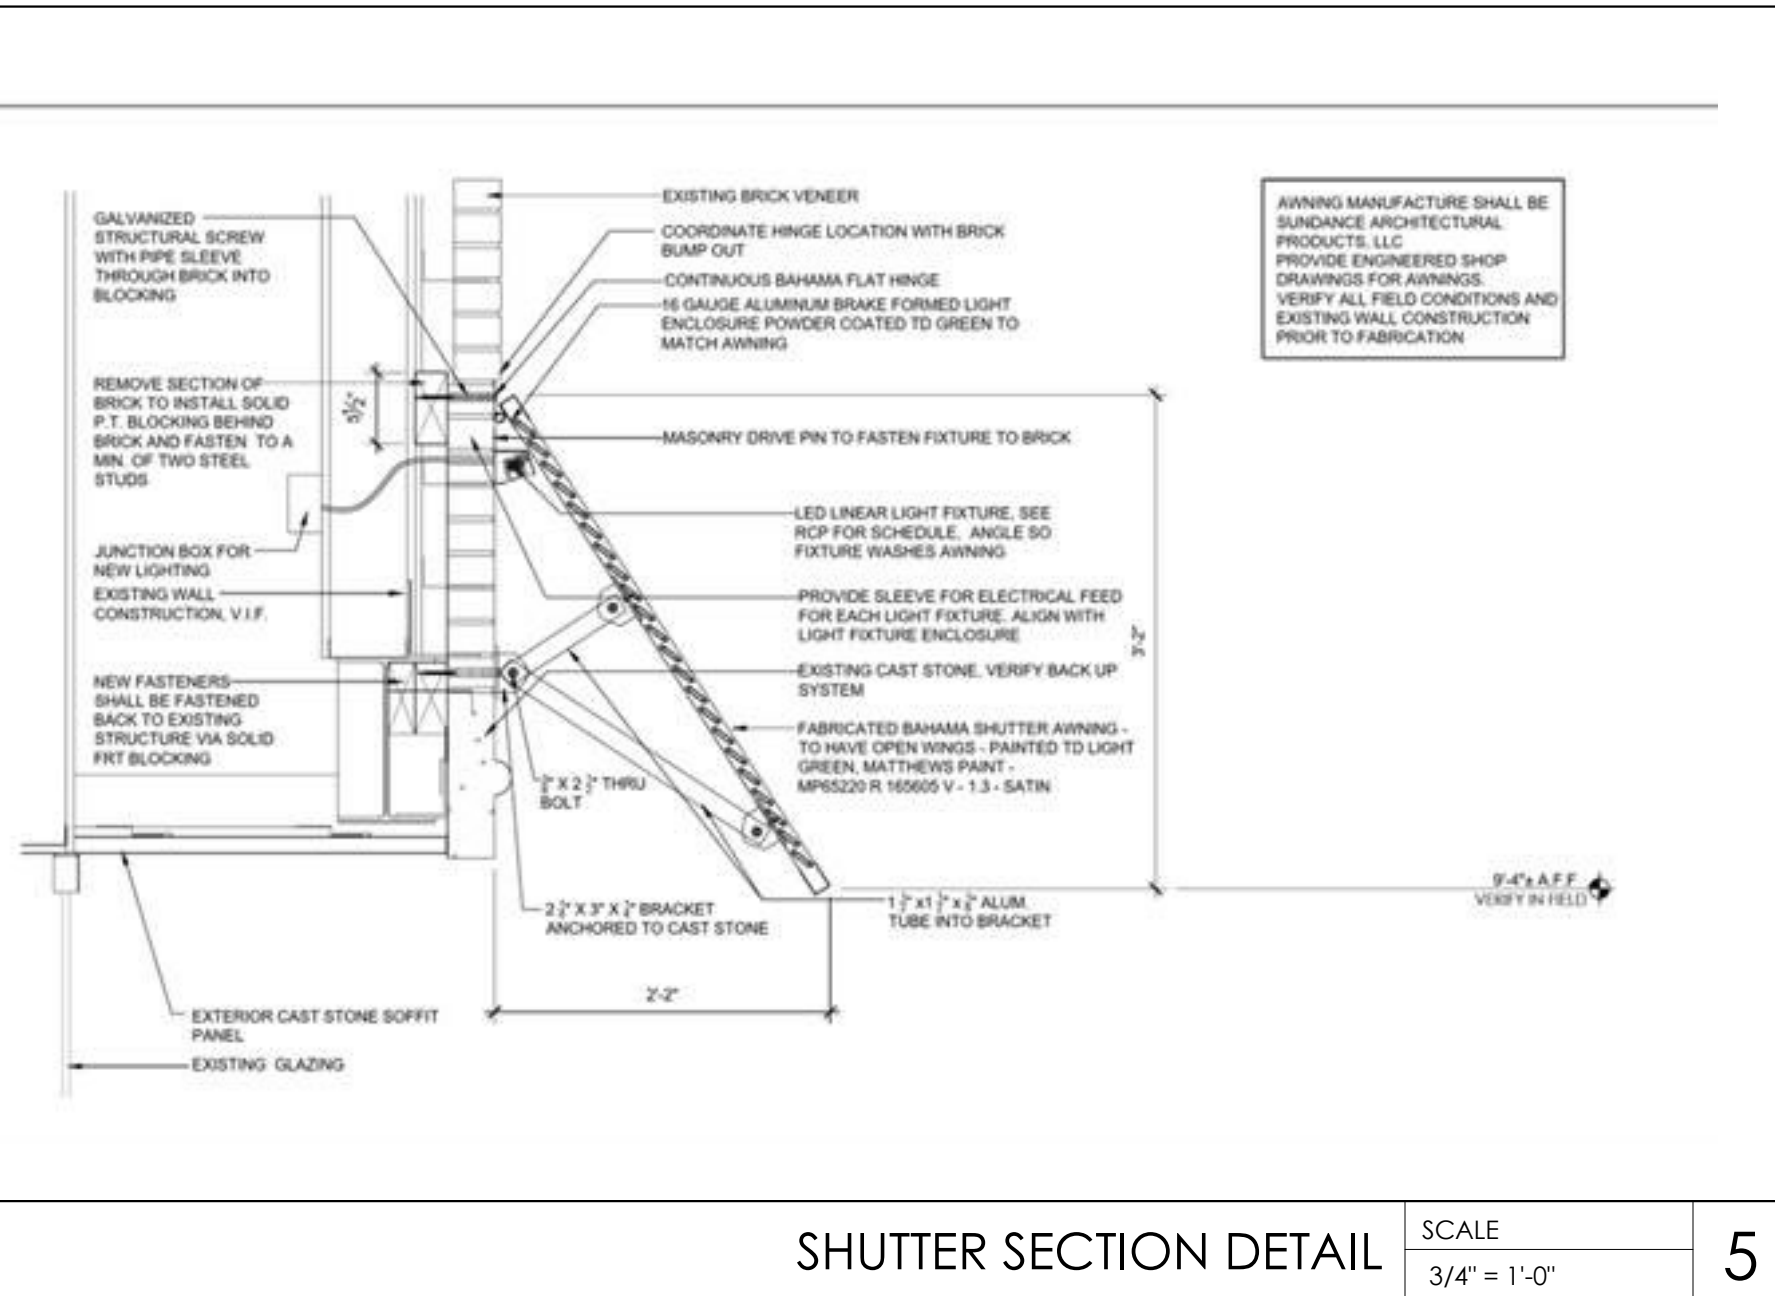 GALVANIZED
STRUCTURAL SCREW
WITH PIPE SLEEVE
THROUGH BRICK INTO
BLOCKING
REMOVE SECTION OF
BRICK TO INSTALL SOLID
P.T. BLOCKING BEHIND
BRICK AND FASTEN TO A
MIN. OF TWO STEEL
STUDS
5½"
JUNCTION BOX FOR
NEW LIGHTING
EXISTING WALL
CONSTRUCTION, V.I.F.
NEW FASTENERS
SHALL BE FASTENED
BACK TO EXISTING
STRUCTURE VIA SOLID
FRT BLOCKING
EXTERIOR CAST STONE SOFFIT
PANEL
EXISTING GLAZING
EXISTING BRICK VENEER
COORDINATE HINGE LOCATION WITH BRICK
BUMP OUT
CONTINUOUS BAHAMA FLAT HINGE
16 GAUGE ALUMINUM BRAKE FORMED LIGHT
ENCLOSURE POWDER COATED TD GREEN TO
MATCH AWNING
MASONRY DRIVE PIN TO FASTEN FIXTURE TO BRICK
LED LINEAR LIGHT FIXTURE, SEE
RCP FOR SCHEDULE, ANGLE SO
FIXTURE WASHES AWNING
PROVIDE SLEEVE FOR ELECTRICAL FEED
FOR EACH LIGHT FIXTURE. ALIGN WITH
LIGHT FIXTURE ENCLOSURE
EXISTING CAST STONE, VERIFY BACK UP
SYSTEM
FABRICATED BAHAMA SHUTTER AWNING -
TO HAVE OPEN WINGS - PAINTED TD LIGHT
GREEN, MATTHEWS PAINT -
MP65220 R 165605 V - 1.3 - SATIN
THRU
BOLT
X 3" X BRACKET
ANCHORED TO CAST STONE
ALUM.
TUBE INTO BRACKET
2'-2"
3'-2"
AWNING MANUFACTURE SHALL BE
SUNDANCE ARCHITECTURAL
PRODUCTS, LLC
PROVIDE ENGINEERED SHOP
DRAWINGS FOR AWNINGS.
VERIFY ALL FIELD CONDITIONS AND
EXISTING WALL CONSTRUCTION
PRIOR TO FABRICATION
9'-4"± A.F.F
VERIFY IN FIELD
SHUTTER SECTION DETAIL
SCALE
3/4" = 1'-0"
5